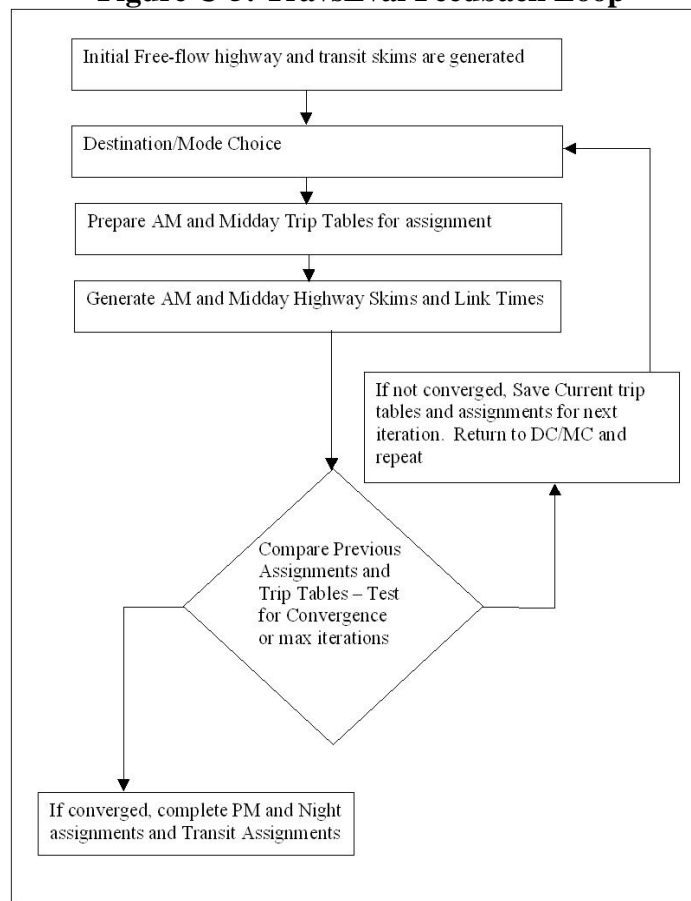 Initial Free-flow highway and transit skims are generated
Destination/Mode Choice
Prepare AM and Midday Trip Tables for assignment
Generate AM and Midday Highway Skims and Link Times
If not converged, Save Current trip
tables and assignments for next
iteration. Return to DC/MC and
repeat
Compare Previous
Assignments and
Trip Tables – Test
for Convergence
or max iterations
If converged, complete PM and Night
assignments and Transit Assignments